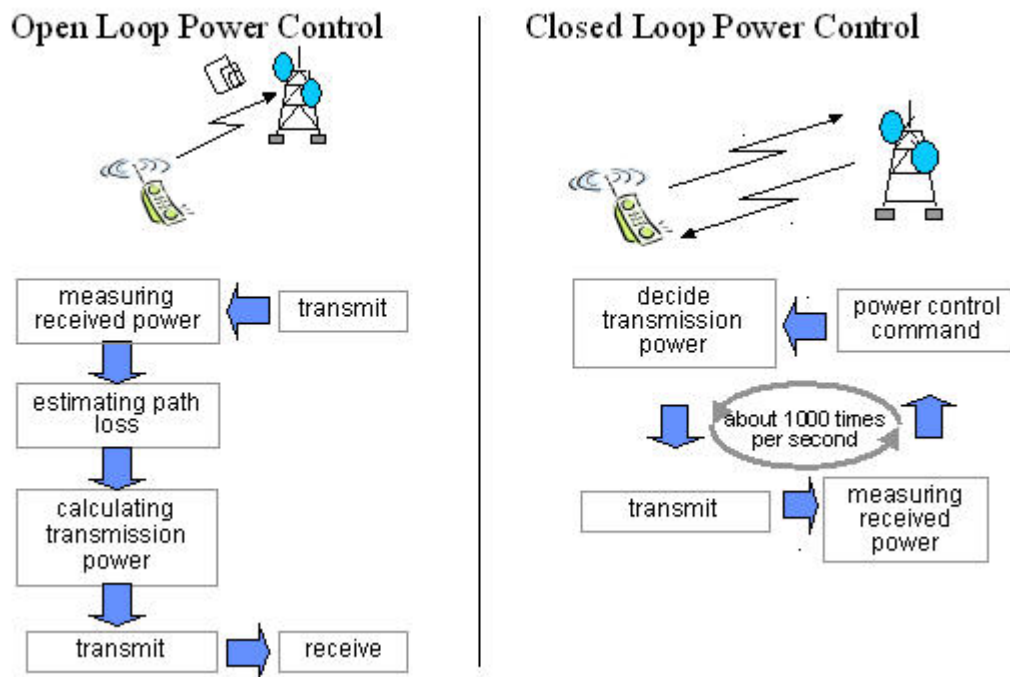 Open Loop Power Control
measuring
received power
transmit
estimating path
loss
calculating
transmission
power
transmit
receive
Closed Loop Power Control
decide
transmission
power
power control
command
about 1000 times
per second
transmit
measuring
received
power